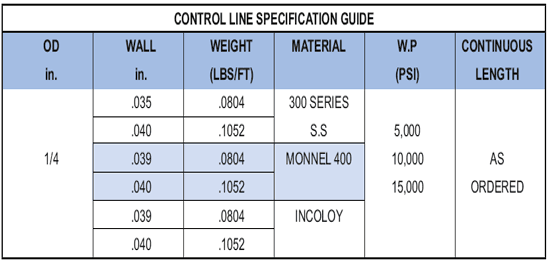 CONTROL LINE SPECIFICATION GUIDE
OD WALL WEIGHT MATERIAL W.P CONTINUOUS
in. in. (LBS/FT) (PSI) LENGTH
.035 .0804 300 SERIES
.040 .1052 S.S 5,000
1/4 .039 .0804 MONNEL 400 10,000 AS
.040 .1052 15,000 ORDERED
.039 .0804 INCOLOY
.040 .1052